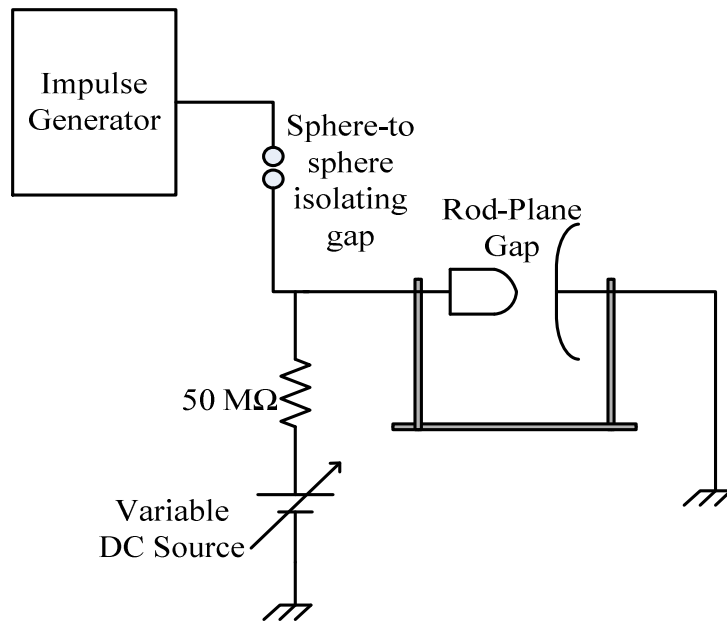 Impulse
Generator
Sphere-to
sphere
isolating
gap
Rod-Plane
Gap
50 MΩ
Variable
DC Source